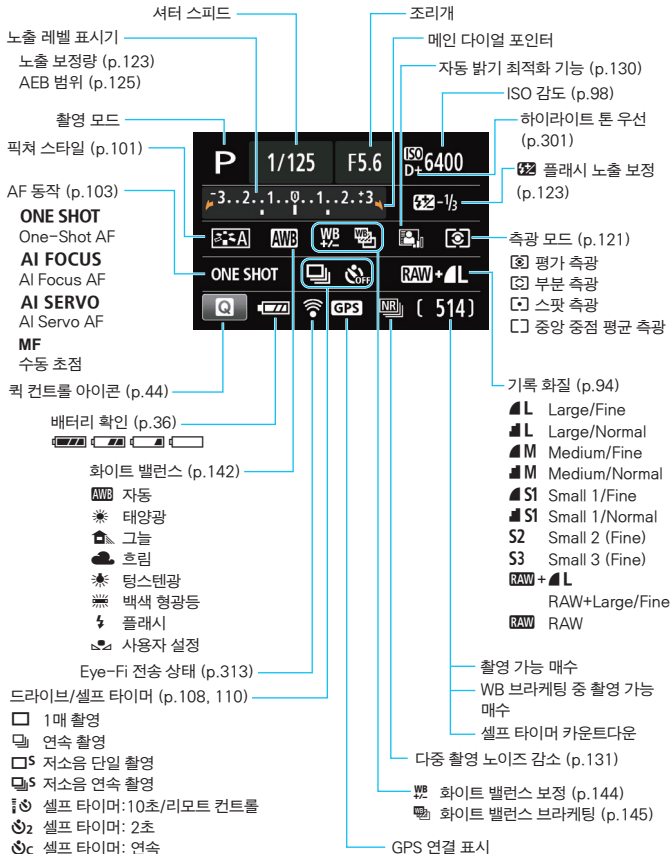 셔터 스피드
조리개
노출 레벨 표시기
노출 보정량 (p.123)
AEB 범위 (p.125)
메인 다이얼 포인터
자동 밝기 최적화 기능 (p.130)
ISO 감도 (p.98)
촬영 모드
하이라이트 톤 우선
(p.301)
픽쳐 스타일 (p.101)
플래시 노출 보정
(p.123)
P 1/125 F5.6 ISO D+ 6400
-3..2..1..0..1..2.+3
-1/3
A AWB WB +/- WB
ONE SHOT OFF RAW+L
Q GPS NR [ 514]
AF 동작 (p.103)
ONE SHOT
One-Shot AF
AI FOCUS
AI Focus AF
AI SERVO
AI Servo AF
MF
수동 초점
측광 모드 (p.121)
평가 측광
부분 측광
스팟 측광
중앙 중점 평균 측광
퀵 컨트롤 아이콘 (p.44)
배터리 확인 (p.36)
화이트 밸런스 (p.142)
AWB 자동
태양광
그늘
흐림
텅스텐광
백색 형광등
플래시
사용자 설정
기록 화질 (p.94)
L Large/Fine
L Large/Normal
M Medium/Fine
M Medium/Normal
S1 Small 1/Fine
S1 Small 1/Normal
S2 Small 2 (Fine)
S3 Small 3 (Fine)
RAW + L
RAW+Large/Fine
RAW RAW
Eye-Fi 전송 상태 (p.313)
드라이브/셀프 타이머 (p.108, 110)
1매 촬영
연속 촬영
S 저소음 단일 촬영
S 저소음 연속 촬영
셀프 타이머:10초/리모트 컨트롤
2 셀프 타이머: 2초
C 셀프 타이머: 연속
촬영 가능 매수
WB 브라케팅 중 촬영 가능
매수
셀프 타이머 카운트다운
다중 촬영 노이즈 감소 (p.131)
WB +/- 화이트 밸런스 보정 (p.144)
WB 화이트 밸런스 브라케팅 (p.145)
GPS 연결 표시